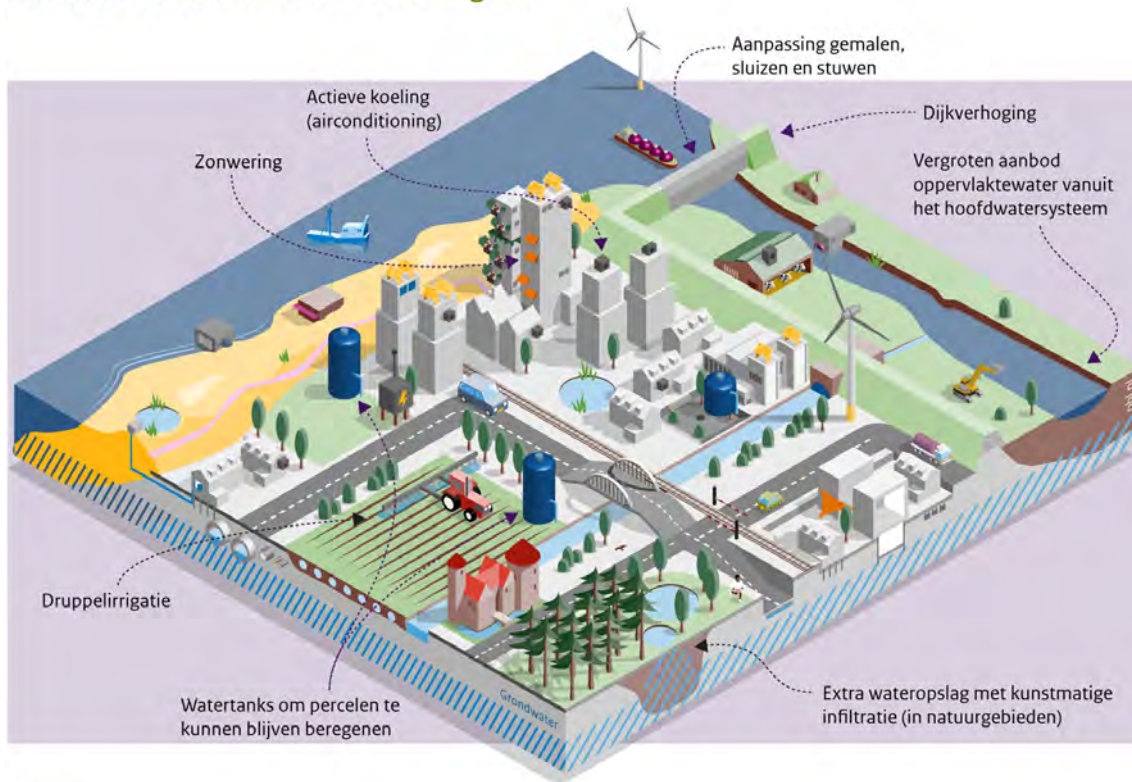 Aanpassing gemalen,
sluizen en stuwen
Actieve koeling
(airconditioning)
Dijkverhoging
Zonwering
Vergroten aanbod
oppervlaktewater vanuit
het hoofdwatersysteem
Druppelirrigatie
Watertanks om percelen te
kunnen blijven beregenen
Grondwater
Extra wateropslag met kunstmatige
infiltratie (in natuurgebieden)